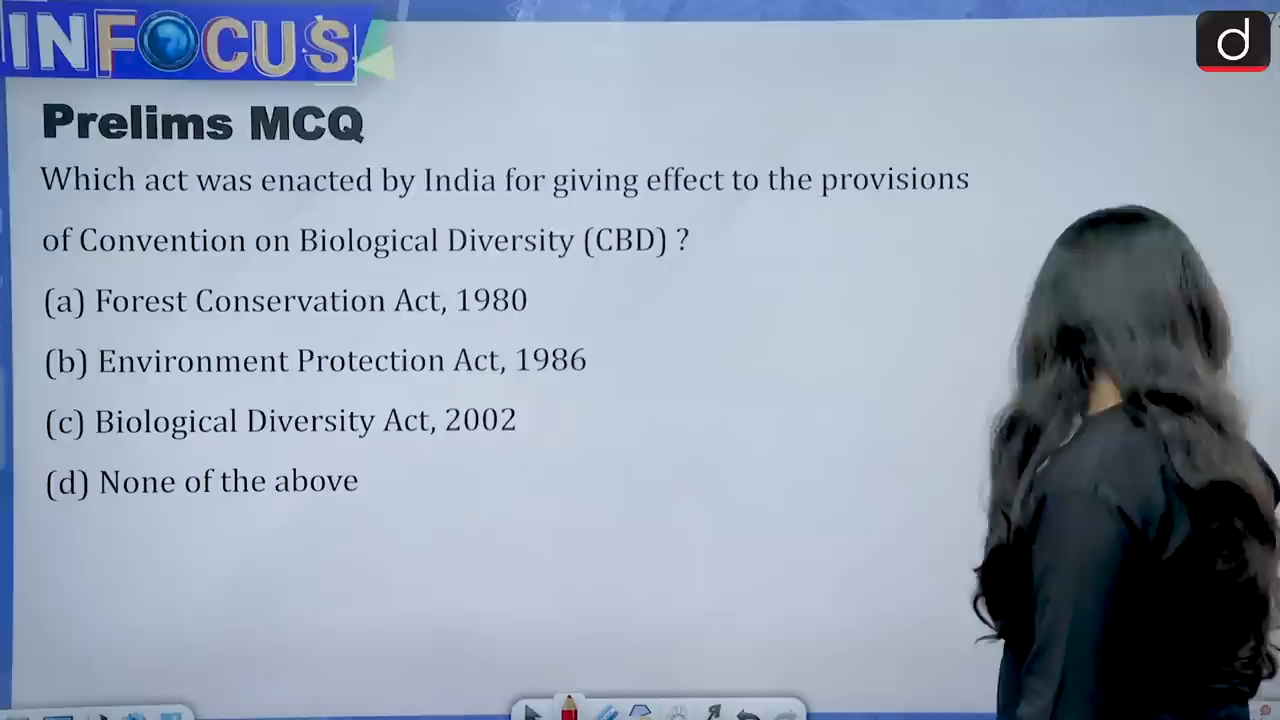 INFOCUS
d
Prelims MCQ
Which act was enacted by India for giving effect to the provisions
of Convention on Biological Diversity (CBD) ?
(a) Forest Conservation Act, 1980
(b) Environment Protection Act, 1986
(c) Biological Diversity Act, 2002
(d) None of the above